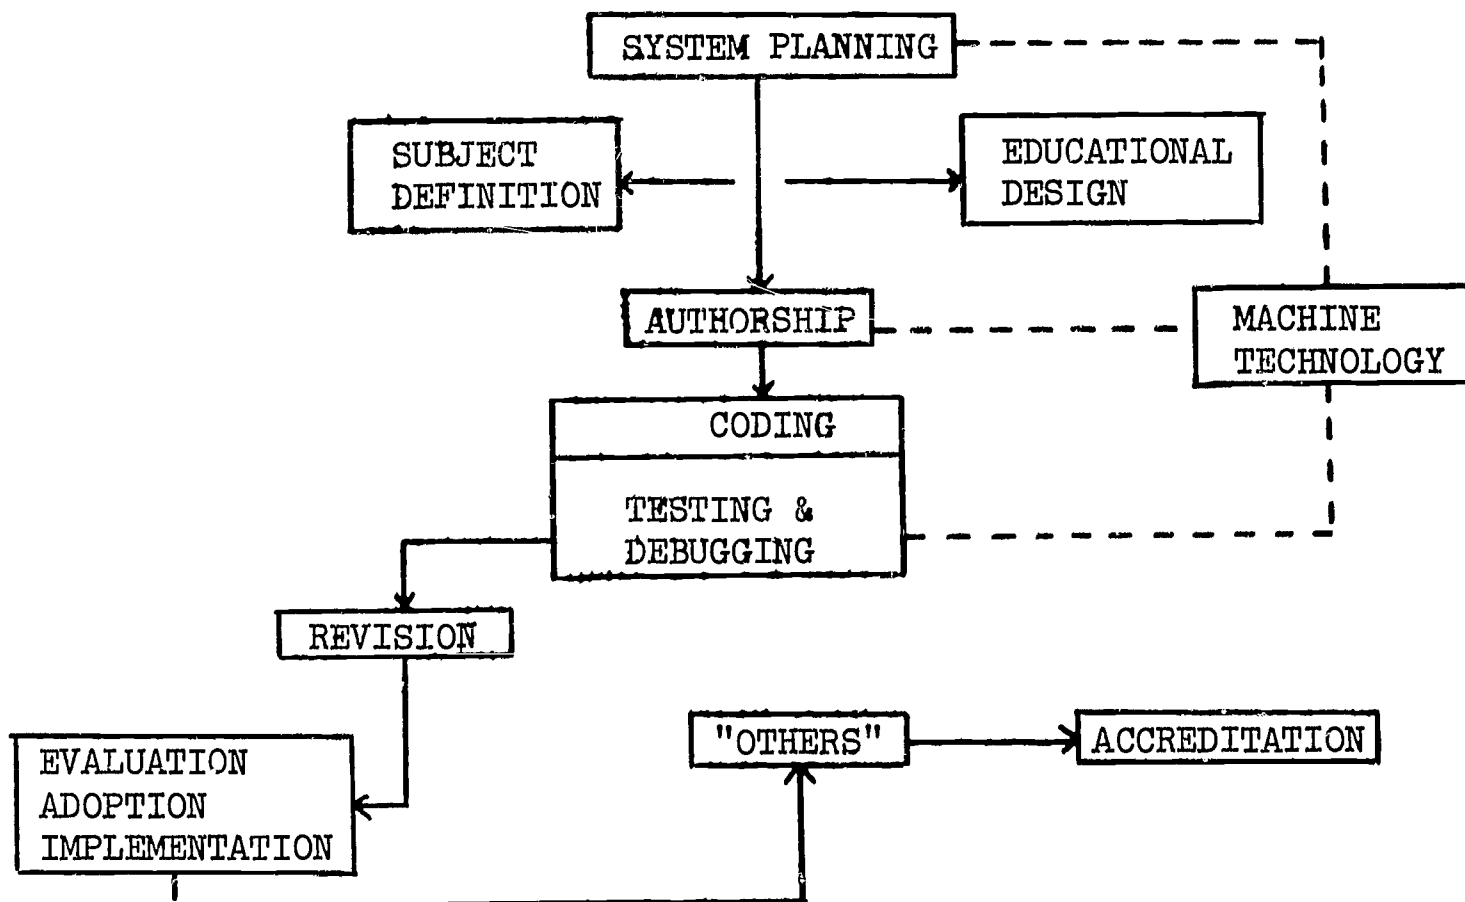 SYSTEM PLANNING
SUBJECT
DEFINITION
EDUCATIONAL
DESIGN
AUTHORSHIP
MACHINE
TECHNOLOGY
CODING
TESTING &
DEBUGGING
REVISION
"OTHERS"
ACCREDITATION
EVALUATION
ADOPTION
IMPLEMENTATION